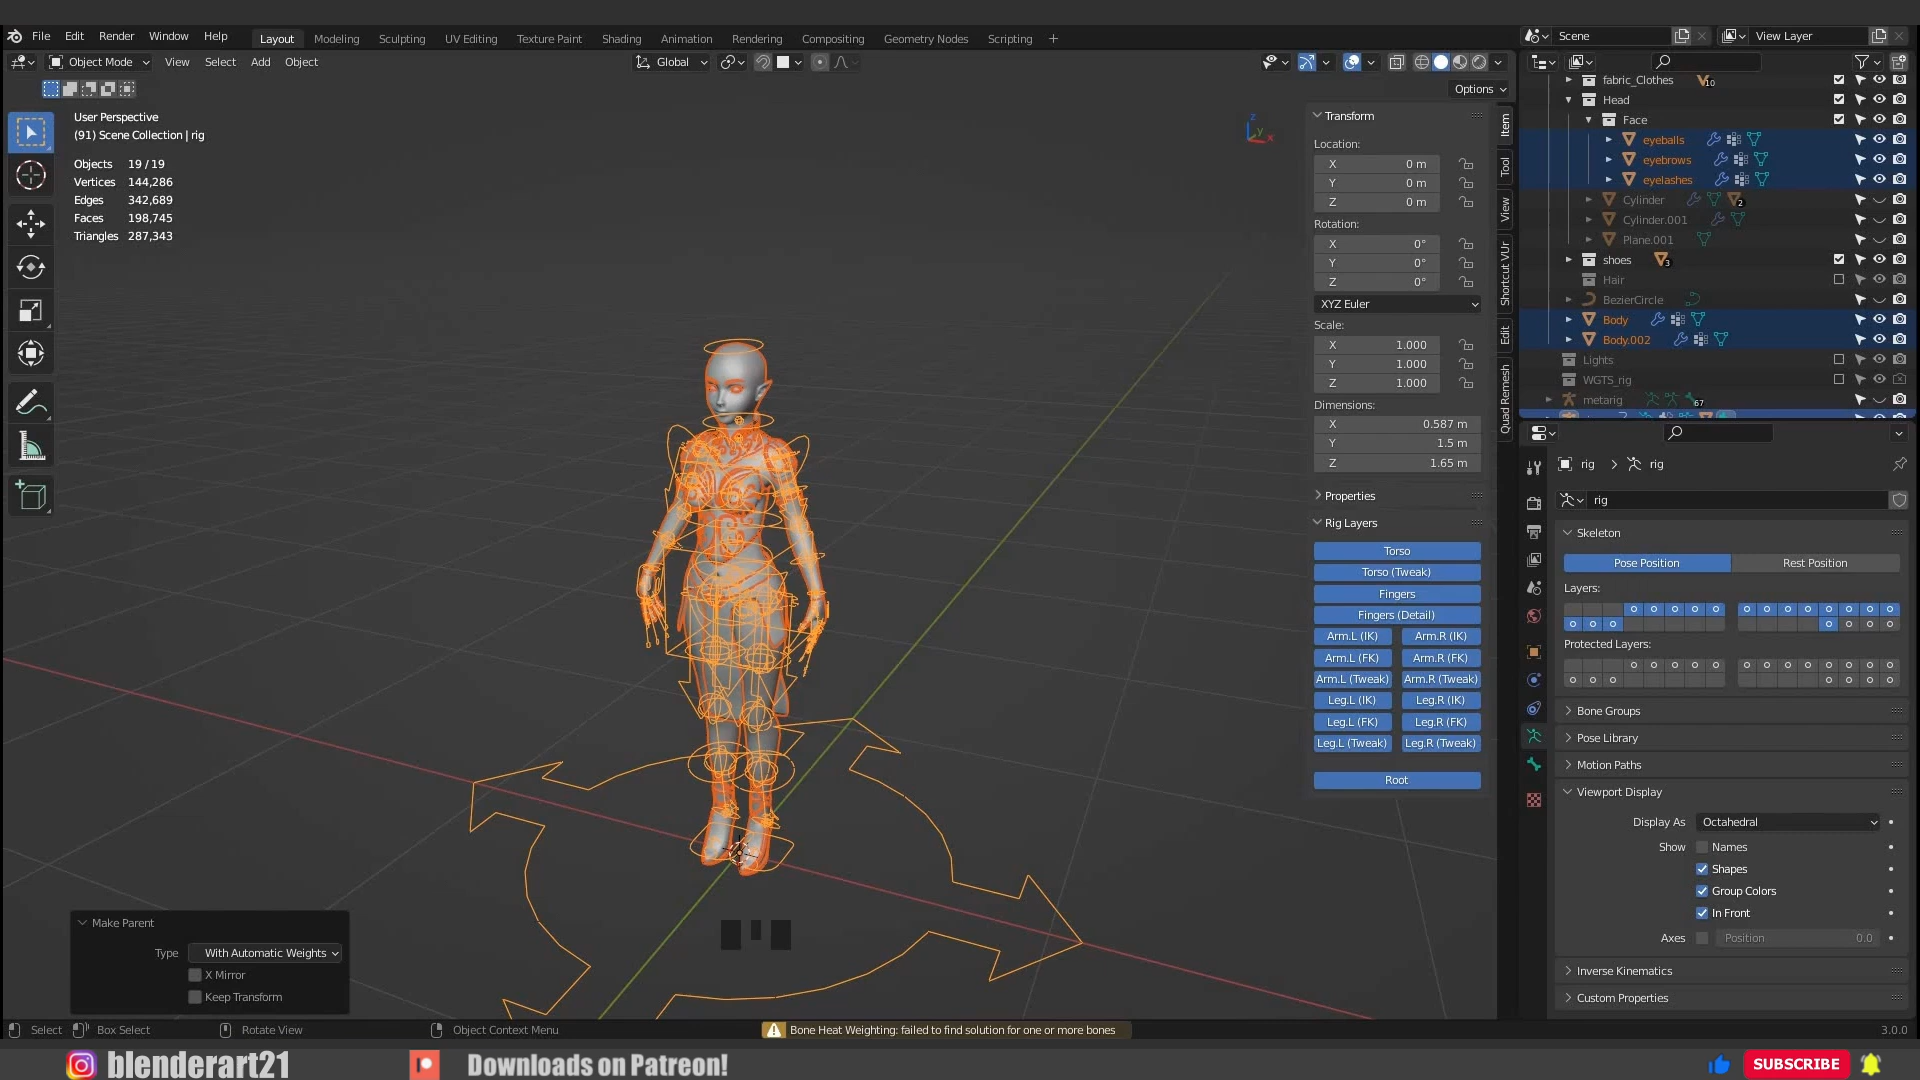 File Edit Render Window Help Layout Modeling Sculpting UV Editing Texture Paint Shading Animation Rendering Compositing Geometry Nodes Scripting + Scene View Layer
Object Mode View Select Add Object Global
Options
User Perspective
(91) Scene Collection | rig
Objects 19 / 19
Vertices 144,286
Edges 342,689
Faces 198,745
Triangles 287,343
Z
Y
X
Transform
Location:
X 0 m
Y 0 m
Z 0 m
Rotation:
X 0°
Y 0°
Z 0°
XYZ Euler
Scale:
X 1.000
Y 1.000
Z 1.000
Dimensions:
X 0.587 m
Y 1.5 m
Z 1.65 m
Properties
Rig Layers
Torso
Torso (Tweak)
Fingers
Fingers (Detail)
Arm.L (IK) Arm.R (IK)
Arm.L (FK) Arm.R (FK)
Arm.L (Tweak) Arm.R (Tweak)
Leg.L (IK) Leg.R (IK)
Leg.L (FK) Leg.R (FK)
Leg.L (Tweak) Leg.R (Tweak)
Root
Item
Tool
View
Shortcut VUr
Edit
Quad Remesh
fabric_Clothes 10
Head
Face
eyeballs
eyebrows
eyelashes
Cylinder 2
Cylinder.001
Plane.001
shoes 3
Hair
BezierCircle
Body
Body.002
Lights
WGTS_rig
metarig 67
rig > rig
rig
Skeleton
Pose Position Rest Position
Layers:
Protected Layers:
Bone Groups
Pose Library
Motion Paths
Viewport Display
Display As Octahedral
Show Names
Shapes
Group Colors
In Front
Axes Position 0.0
Inverse Kinematics
Custom Properties
Make Parent
Type With Automatic Weights
X Mirror
Keep Transform
Select Box Select Rotate View Object Context Menu Bone Heat Weighting: failed to find solution for one or more bones 3.0.0
blenderart21 Downloads on Patreon! SUBSCRIBE